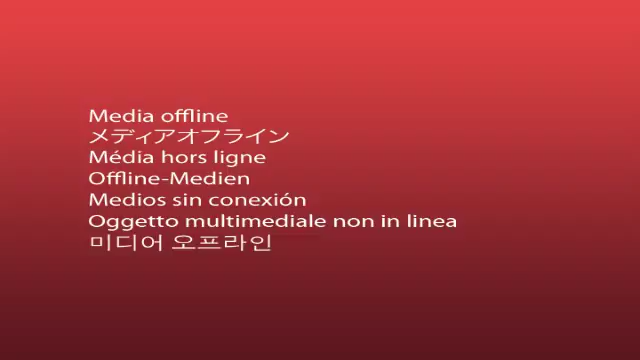 Media offline
メディアオフライン
Média hors ligne
Offline-Medien
Medios sin conexión
Oggetto multimediale non in linea
미디어 오프라인